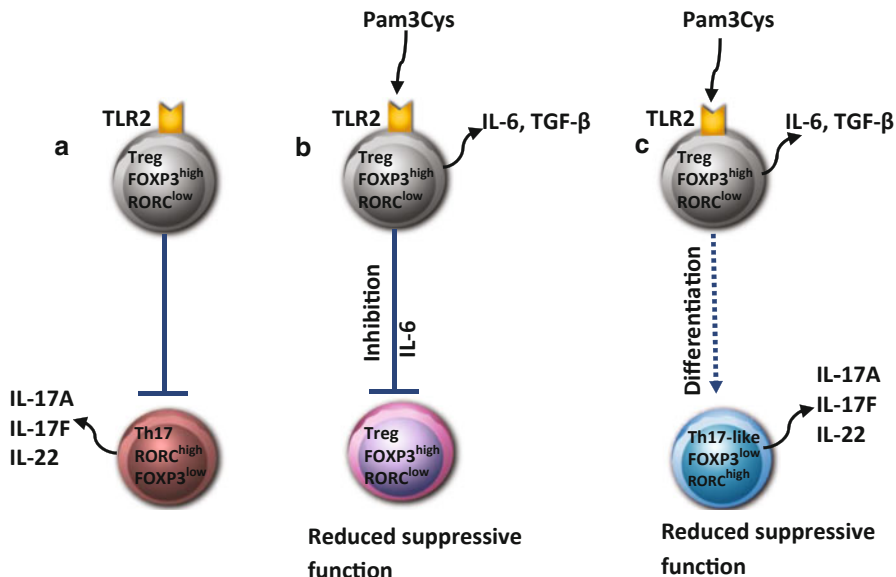 a
TLR2
Treg
FOXP3high
RORClow
IL-17A
IL-17F
IL-22
Th17
RORChigh
FOXP3low
Pam3Cys
b
TLR2
IL-6, TGF-β
Treg
FOXP3high
RORClow
Inhibition
IL-6
Treg
FOXP3high
RORClow
Reduced suppressive
function
Pam3Cys
c
TLR2
IL-6, TGF-β
Treg
FOXP3high
RORClow
Differentiation
Th17-like
FOXP3low
RORChigh
IL-17A
IL-17F
IL-22
Reduced suppressive
function